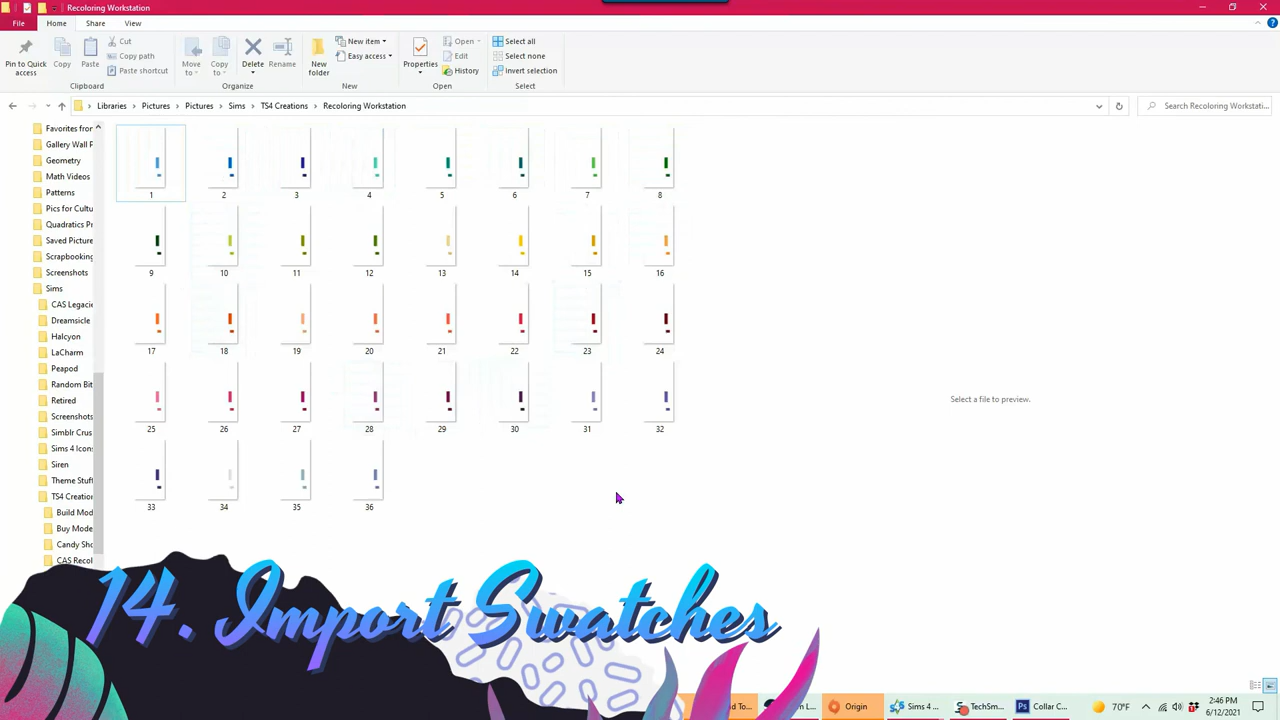 Recoloring Workstation
File Home Share View
Pin to Quick access
Copy
Paste
Cut
Copy path
Paste shortcut
Clipboard
Move to
Copy to
Delete
Rename
Organize
New folder
New item
Easy access
New
Properties
Open
Edit
History
Open
Select all
Select none
Invert selection
Select
Libraries > Pictures > Pictures > Sims > TS4 Creations > Recoloring Workstation
Search Recoloring Workstati...
Favorites fror
Gallery Wall P
Geometry
Math Videos
Patterns
Pics for Cultu
Quadratics Pr
Saved Picture
Scrapbooking
Screenshots
Sims
CAS Legacie
Dreamsicle
Halcyon
LaCharm
Peapod
Random Bit
Retired
Screenshots
Simblr Crus
Sims 4 Icons
Siren
Theme Stuff
TS4 Creation
Build Mod
Buy Mode
Candy Sho
CAS Recol
1 2 3 4 5 6 7 8
9 10 11 12 13 14 15 16
17 18 19 20 21 22 23 24
25 26 27 28 29 30 31 32
33 34 35 36
Select a file to preview.
14. Import Swatches
Origin
Sims 4 ...
TechSm...
Collar C...
70°F
2:46 PM
6/12/2021